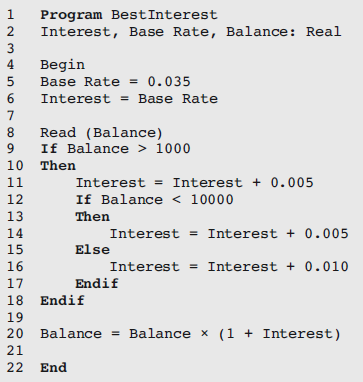 1 Program BestInterest
2 Interest, Base Rate, Balance: Real
3
4 Begin
5 Base Rate = 0.035
6 Interest = Base Rate
7
8 Read (Balance)
9 If Balance > 1000
10 Then
11 Interest = Interest + 0.005
12 If Balance < 10000
13 Then
14 Interest = Interest + 0.005
15 Else
16 Interest = Interest + 0.010
17 Endif
18 Endif
19
20 Balance = Balance × (1 + Interest)
21
22 End